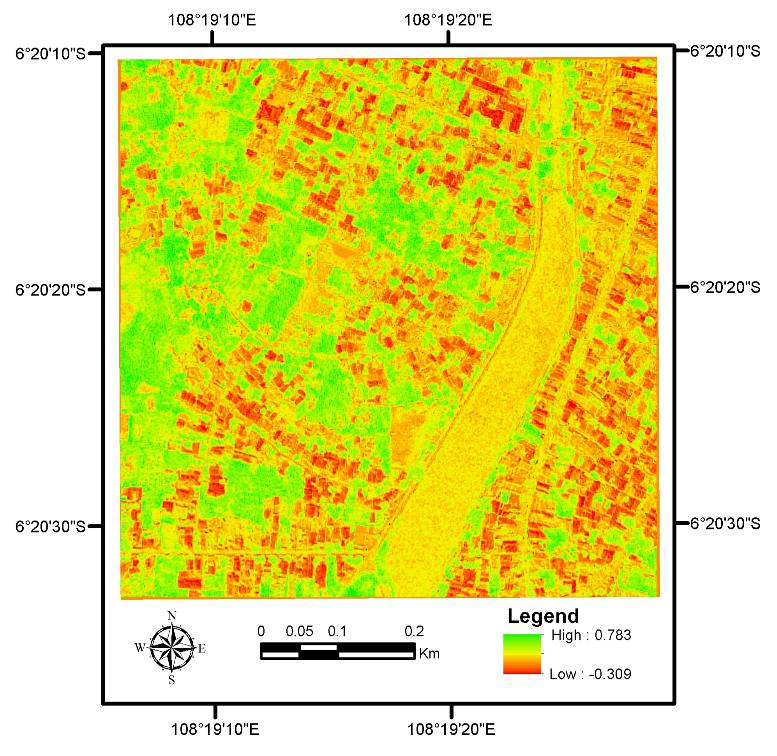 108°19'10"E 108°19'20"E
6°20'10"S 6°20'10"S
6°20'20"S 6°20'20"S
6°20'30"S 6°20'30"S
N
W E
S
0 0.05 0.1 0.2
Km
Legend
High : 0.783
Low : -0.309
108°19'10"E 108°19'20"E